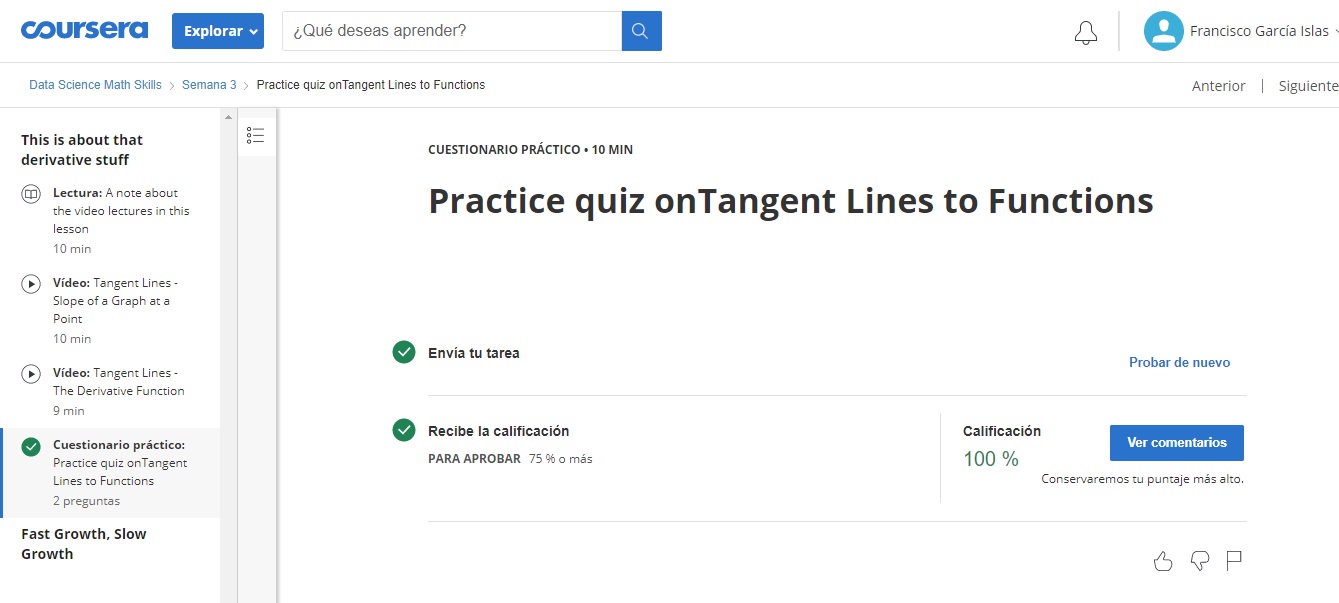 coursera
Explorar
¿Qué deseas aprender?
Francisco García Islas
Data Science Math Skills > Semana 3 > Practice quiz onTangent Lines to Functions
Anterior | Siguiente
This is about that
derivative stuff
Lectura: A note about
the video lectures in this
lesson
10 min
Vídeo: Tangent Lines -
Slope of a Graph at a
Point
10 min
Vídeo: Tangent Lines -
The Derivative Function
9 min
Cuestionario práctico:
Practice quiz onTangent
Lines to Functions
2 preguntas
Fast Growth, Slow
Growth
CUESTIONARIO PRÁCTICO • 10 MIN
Practice quiz onTangent Lines to Functions
Envía tu tarea
Probar de nuevo
Recibe la calificación
PARA APROBAR 75 % o más
Calificación
100 %
Ver comentarios
Conservaremos tu puntaje más alto.